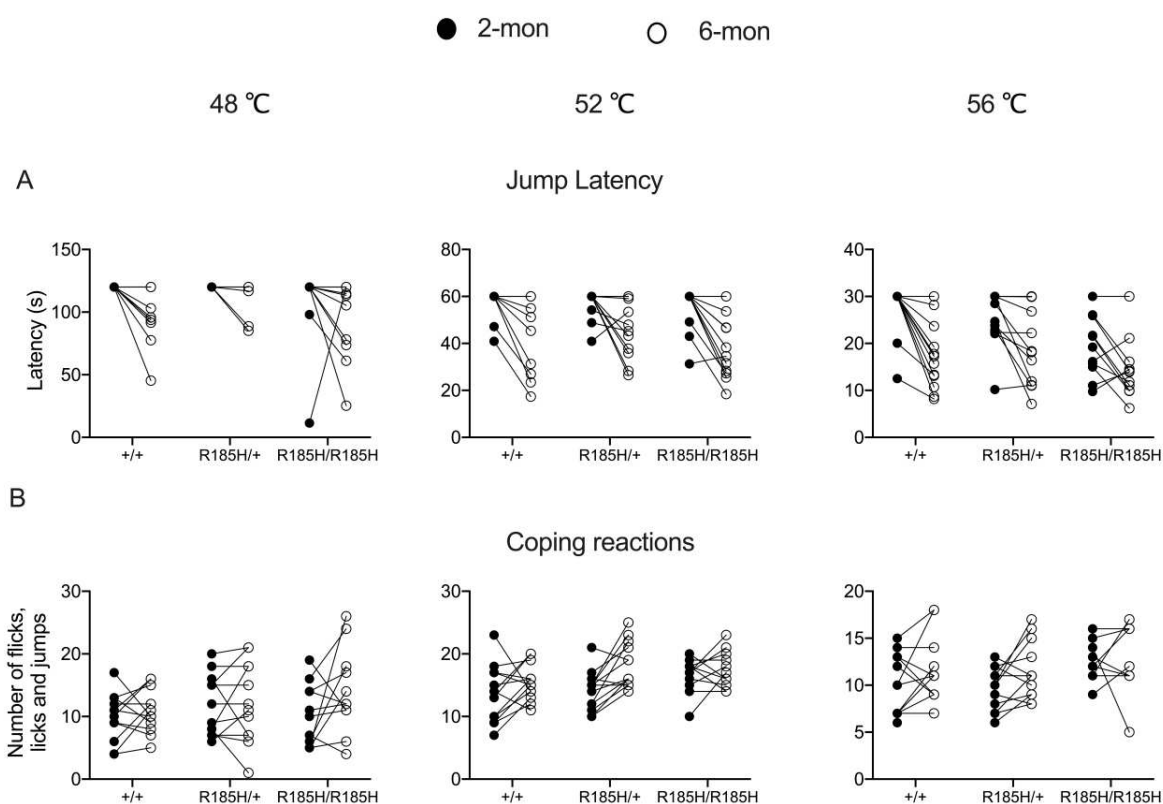 2-mon 6-mon
48 ℃ 52 ℃ 56 ℃
A Jump Latency
Latency (s)
150
100
50
0
+/+ R185H/+ R185H/R185H
80
60
40
20
0
+/+ R185H/+ R185H/R185H
40
30
20
10
0
+/+ R185H/+ R185H/R185H
B
Coping reactions
Number of flicks,
licks and jumps
30
20
10
0
+/+ R185H/+ R185H/R185H
30
20
10
0
+/+ R185H/+ R185H/R185H
20
15
10
5
0
+/+ R185H/+ R185H/R185H